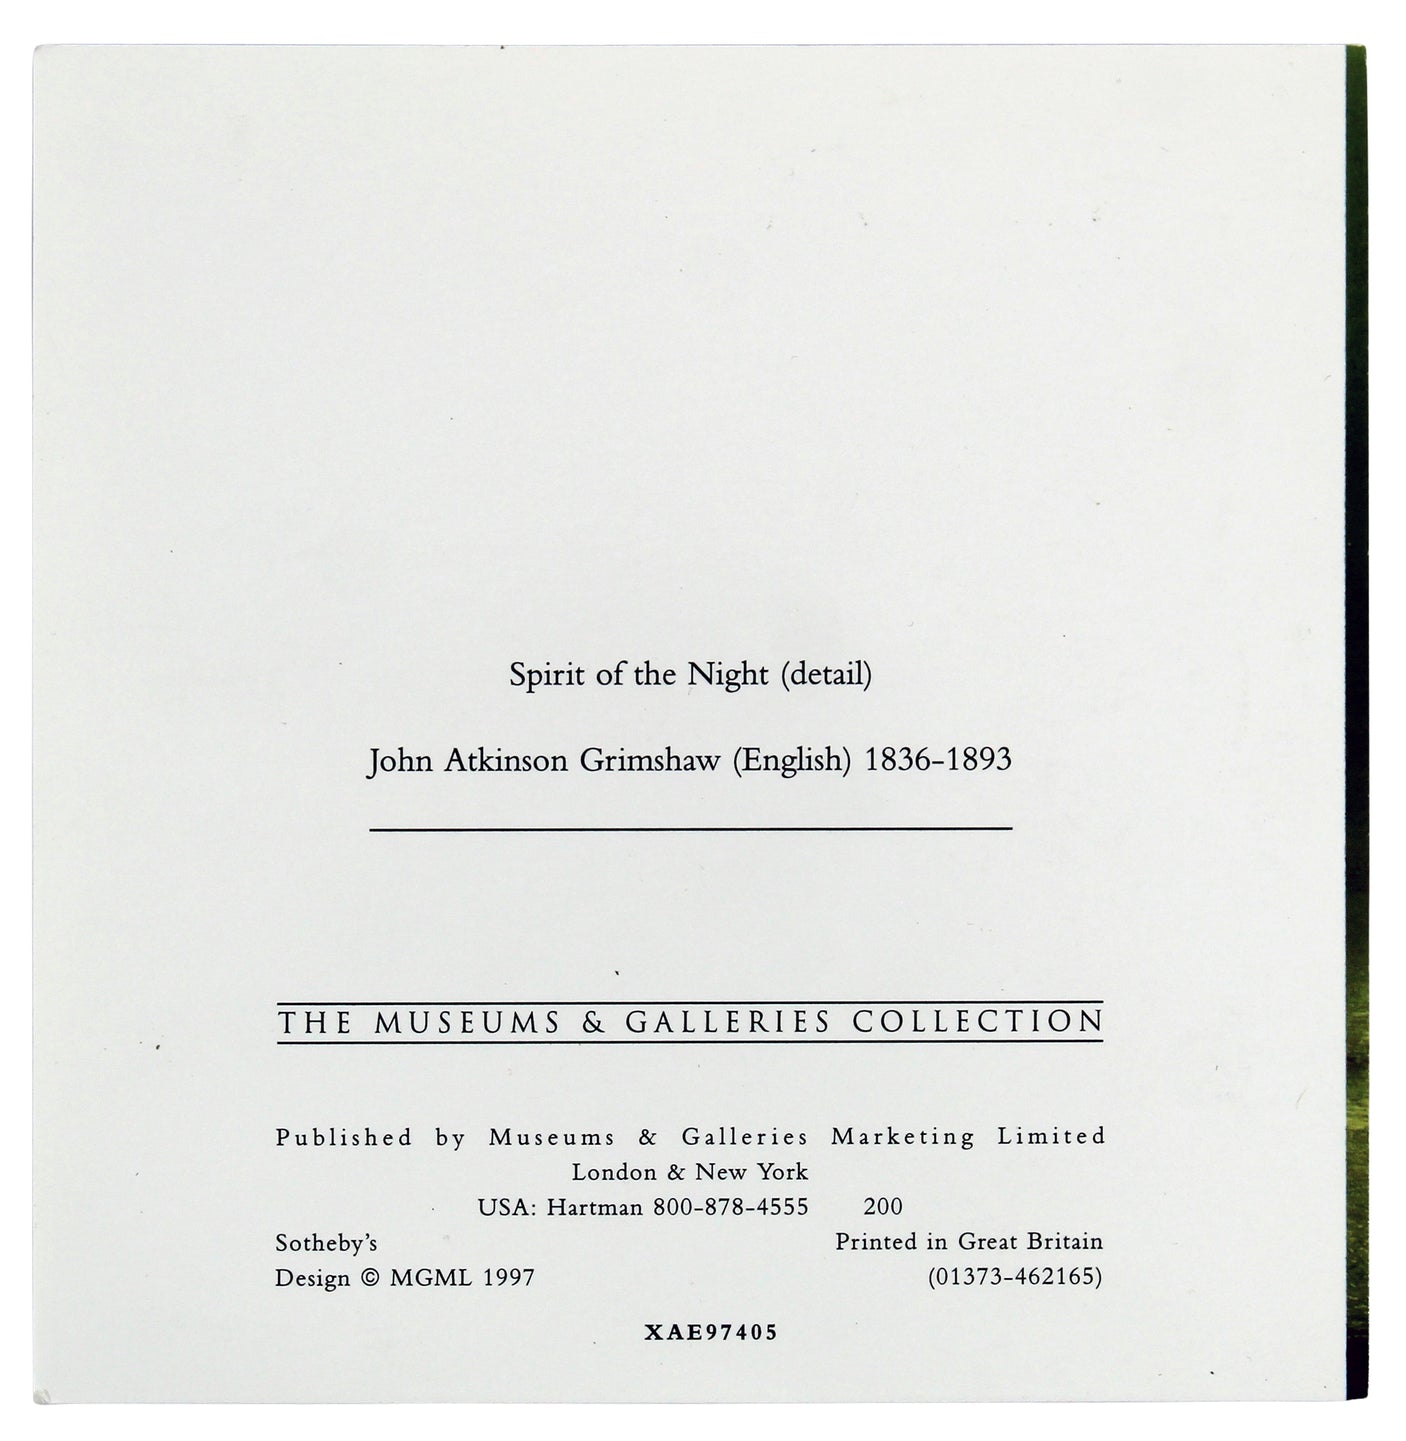 Spirit of the Night (detail)
John Atkinson Grimshaw (English) 1836-1893
THE MUSEUMS & GALLERIES COLLECTION
Published by Museums & Galleries Marketing Limited
London & New York
USA: Hartman 800-878-4555 200
Sotheby's Printed in Great Britain
Design © MGML 1997 (01373-462165)
XAE97405